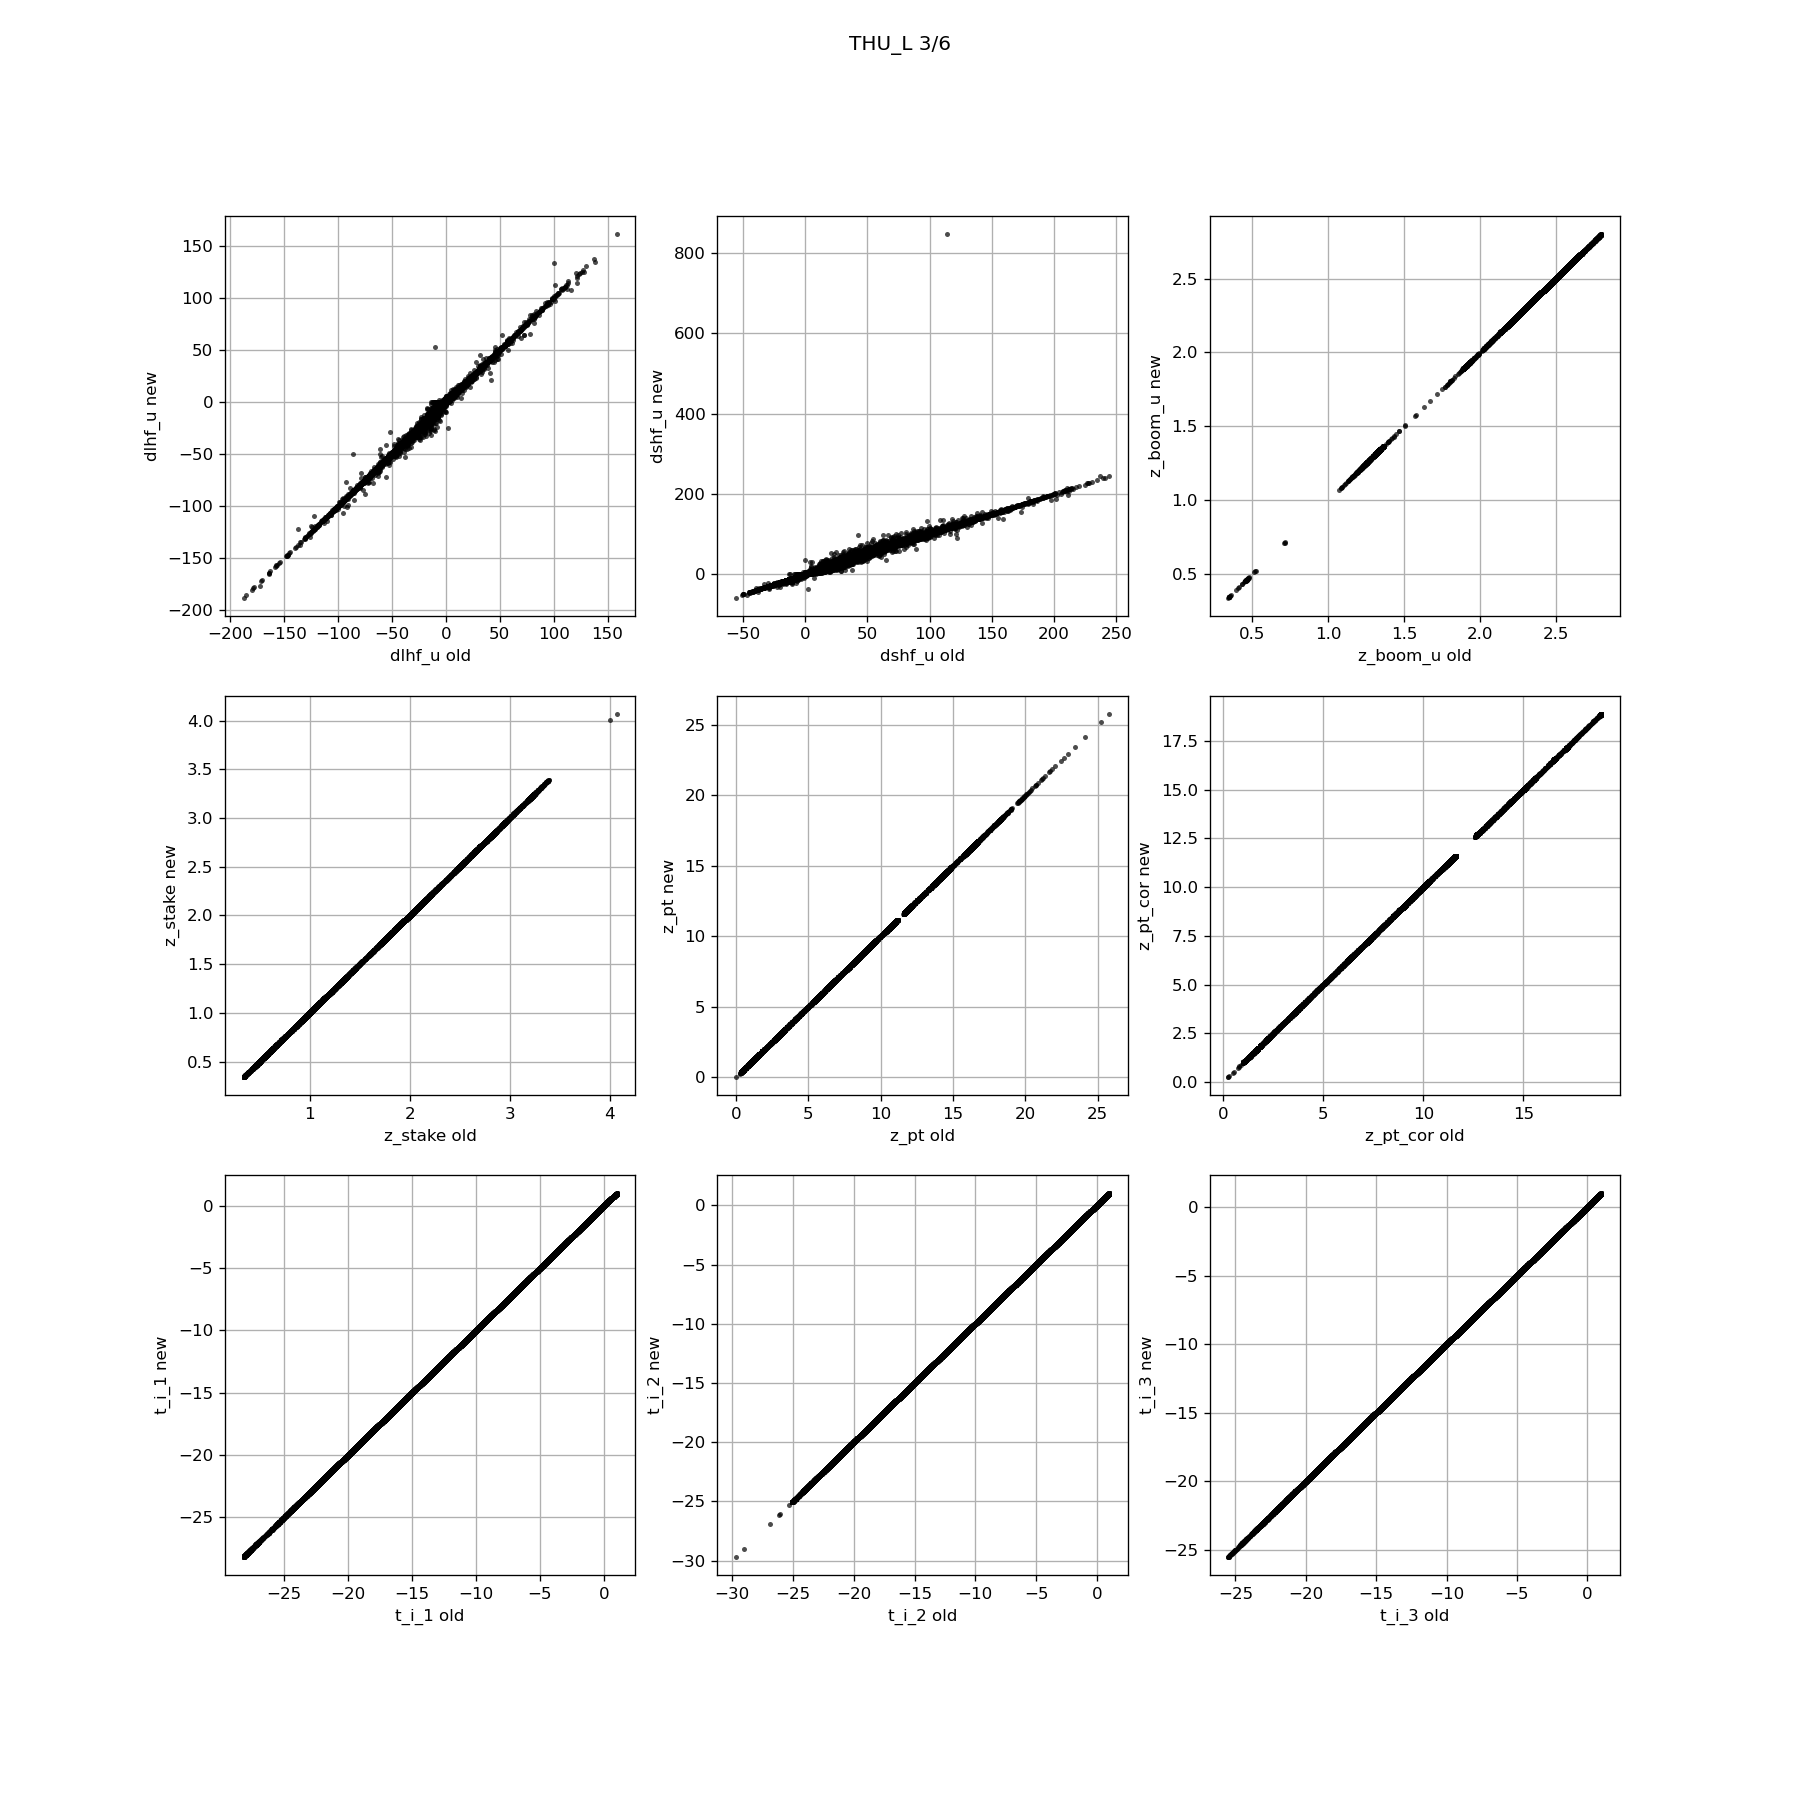 THU_L 3/6
dlhf_u new
150
100
50
0
−50
−100
−150
−200
−200 −150 −100 −50 0 50 100 150
dlhf_u old
dshf_u new
800
600
400
200
0
−50 0 50 100 150 200 250
dshf_u old
z_boom_u new
2.5
2.0
1.5
1.0
0.5
0.5 1.0 1.5 2.0 2.5
z_boom_u old
z_stake new
4.0
3.5
3.0
2.5
2.0
1.5
1.0
0.5
1 2 3 4
z_stake old
z_pt new
25
20
15
10
5
0
0 5 10 15 20 25
z_pt old
z_pt_cor new
17.5
15.0
12.5
10.0
7.5
5.0
2.5
0.0
0 5 10 15
z_pt_cor old
t_i_1 new
0
−5
−10
−15
−20
−25
−25 −20 −15 −10 −5 0
t_i_1 old
t_i_2 new
0
−5
−10
−15
−20
−25
−30
−30 −25 −20 −15 −10 −5 0
t_i_2 old
t_i_3 new
0
−5
−10
−15
−20
−25
−25 −20 −15 −10 −5 0
t_i_3 old